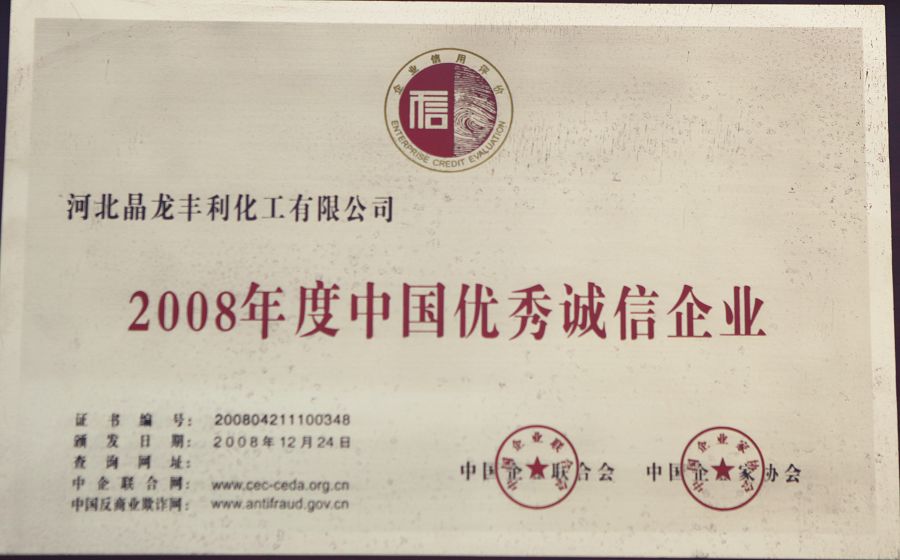 企业信用评价
信
ENTERPRISE CREDIT EVALUATION
河北晶龙丰利化工有限公司
2008年度中国优秀诚信企业
证书编号: 200804211100348
颁发日期: 2008年12月24日
查询网址:
中企联合网: www.cec-ceda.org.cn
中国反商业欺诈网: www.antifraud.gov.cn
中国企业联合会 中国企业家协会